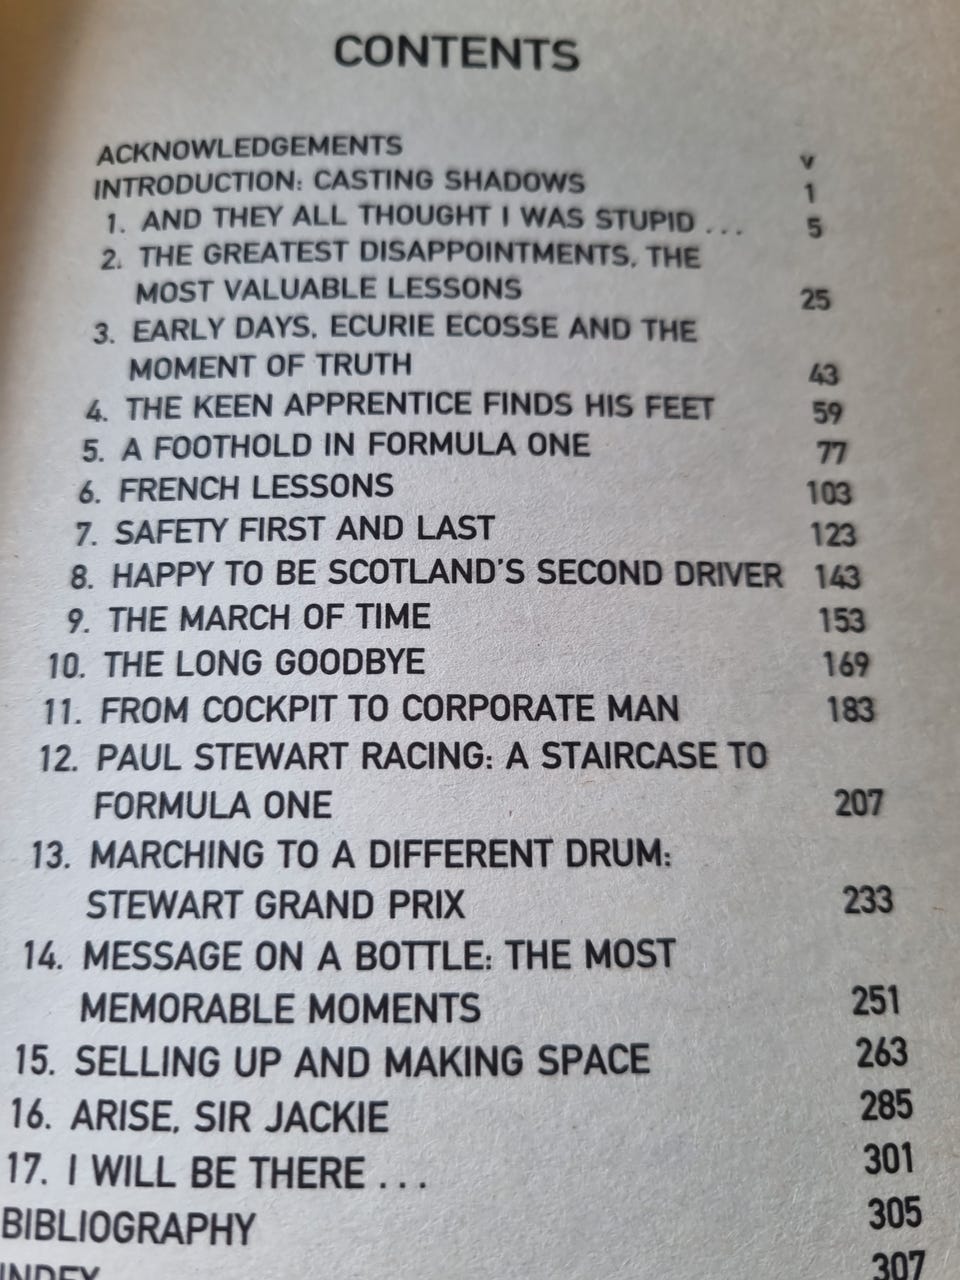 CONTENTS
ACKNOWLEDGEMENTS v
INTRODUCTION: CASTING SHADOWS 1
1. AND THEY ALL THOUGHT I WAS STUPID ... 5
2. THE GREATEST DISAPPOINTMENTS, THE
MOST VALUABLE LESSONS 25
3. EARLY DAYS, ECURIE ECOSSE AND THE
MOMENT OF TRUTH 43
4. THE KEEN APPRENTICE FINDS HIS FEET 59
5. A FOOTHOLD IN FORMULA ONE 77
6. FRENCH LESSONS 103
7. SAFETY FIRST AND LAST 123
8. HAPPY TO BE SCOTLAND'S SECOND DRIVER 143
9. THE MARCH OF TIME 153
10. THE LONG GOODBYE 169
11. FROM COCKPIT TO CORPORATE MAN 183
12. PAUL STEWART RACING: A STAIRCASE TO
FORMULA ONE 207
13. MARCHING TO A DIFFERENT DRUM:
STEWART GRAND PRIX 233
14. MESSAGE ON A BOTTLE: THE MOST
MEMORABLE MOMENTS 251
15. SELLING UP AND MAKING SPACE 263
16. ARISE, SIR JACKIE 285
17. I WILL BE THERE ... 301
BIBLIOGRAPHY 305
INDEX 307